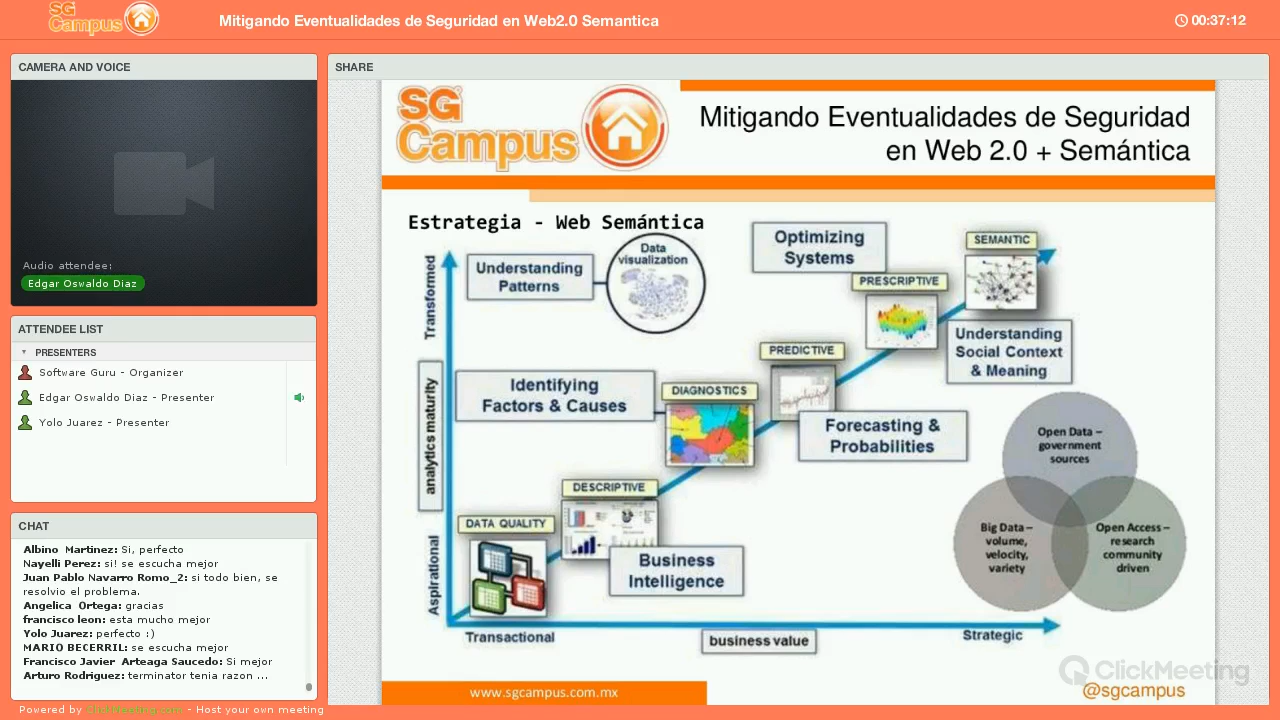 SG Campus
Mitigando Eventualidades de Seguridad en Web2.0 Semantica
00:37:12
CAMERA AND VOICE
Audio attendee:
Edgar Oswaldo Diaz
ATTENDEE LIST
PRESENTERS
Software Guru - Organizer
Edgar Oswaldo Diaz - Presenter
Yolo Juarez - Presenter
CHAT
Albino Martinez: Si, perfecto
Nayelli Perez: si! se escucha mejor
Juan Pablo Navarro Romo_2: si todo bien, se
resolvio el problema.
Angelica Ortega: gracias
francisco leon: esta mucho mejor
Yolo Juarez: perfecto :)
MARIO BECERRIL: se escucha mejor
Francisco Javier Arteaga Saucedo: Si mejor
Arturo Rodriguez: terminator tenia razon ...
Powered by ClickMeeting.com - Host your own meeting
SHARE
SG
Campus
Mitigando Eventualidades de Seguridad
en Web 2.0 + Semántica
Estrategia - Web Semántica
Transformed
analytics maturity
Aspirational
Understanding
Patterns
Data
visualization
Optimizing
Systems
SEMANTIC
PRESCRIPTIVE
Understanding
Social Context
& Meaning
PREDICTIVE
Identifying
Factors & Causes
DIAGNOSTICS
Forecasting &
Probabilities
DESCRIPTIVE
DATA QUALITY
Business
Intelligence
Open Data –
government
sources
Big Data –
volume,
velocity,
variety
Open Access –
research
community
driven
Transactional
business value
Strategic
ClickMeeting
www.sgcampus.com.mx
@sgcampus